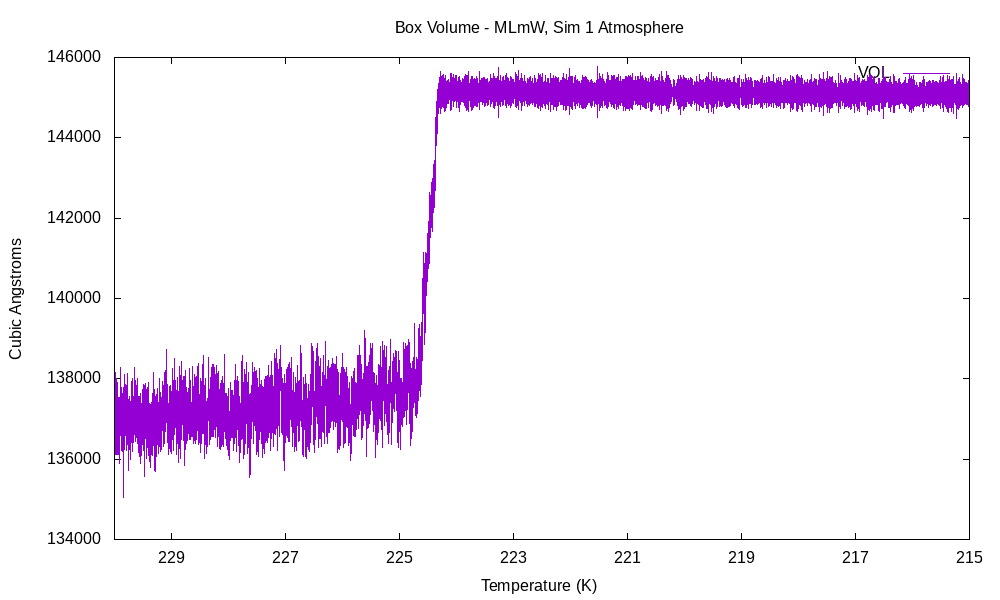 Box Volume - MLmW, Sim 1 Atmosphere
146000
VOL
144000
142000
140000
138000
136000
134000
Cubic Angstroms
229 227 225 223 221 219 217 215
Temperature (K)